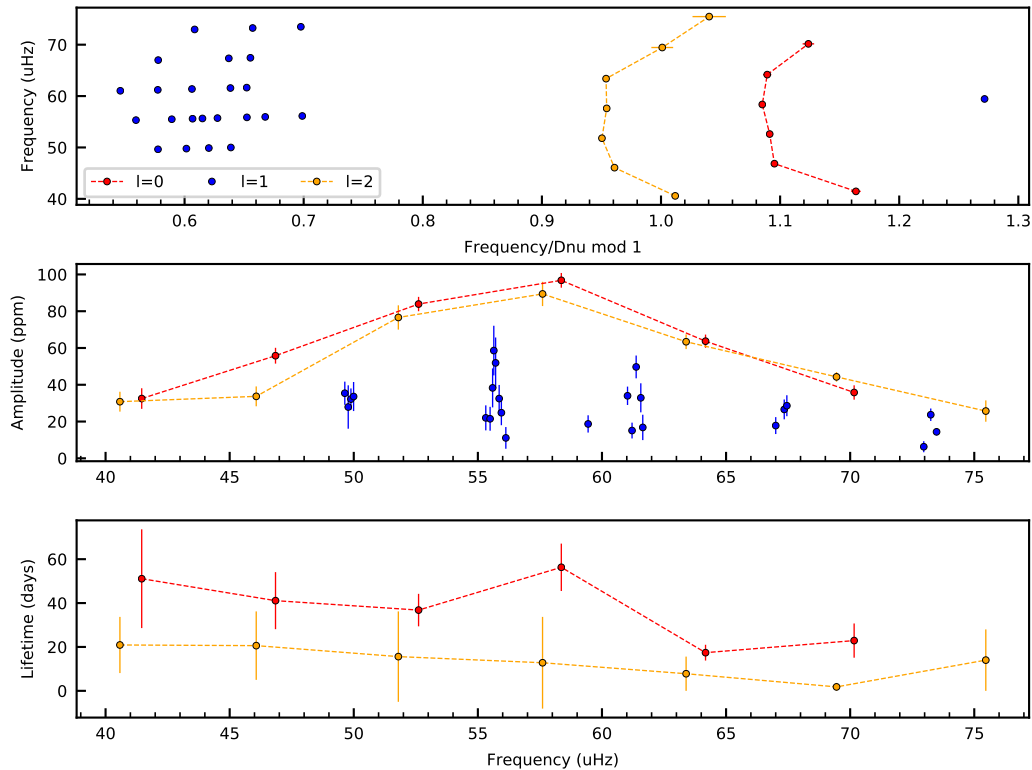 Frequency (uHz)
70
60
50
40
l=0 l=1 l=2
0.6 0.7 0.8 0.9 1.0 1.1 1.2 1.3
Frequency/Dnu mod 1
Amplitude (ppm)
100
80
60
40
20
0
40 45 50 55 60 65 70 75
Lifetime (days)
60
40
20
0
40 45 50 55 60 65 70 75
Frequency (uHz)